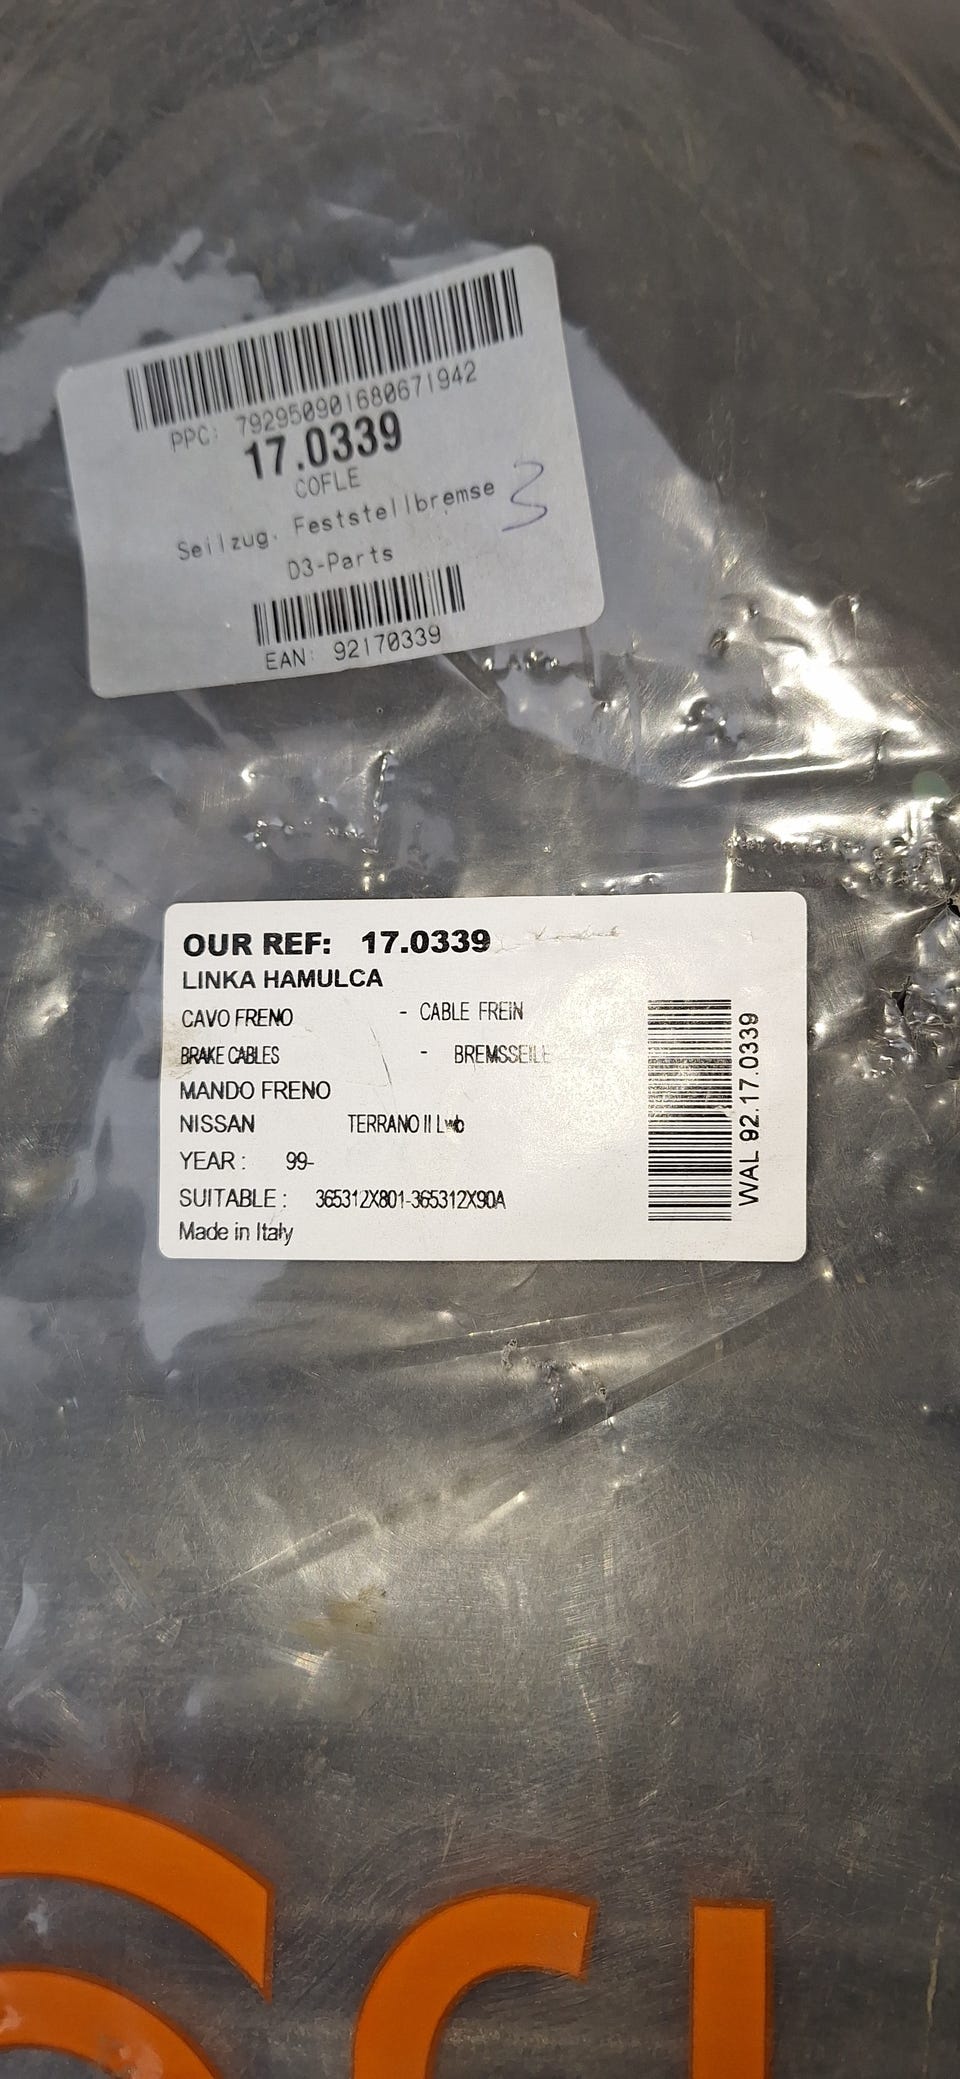 PPC: 792950901680671942
17.0339
COFLE
Seilzug, Feststellbremse
3
D3-Parts
EAN: 92170339
OUR REF: 17.0339
LINKA HAMULCA
CAVO FRENO - CABLE FREIN
BRAKE CABLES - BREMSSEILE
MANDO FRENO
NISSAN TERRANO II Lwb
YEAR : 99-
SUITABLE : 365312X801-365312X90A
Made in Italy
WAL 92.17.0339